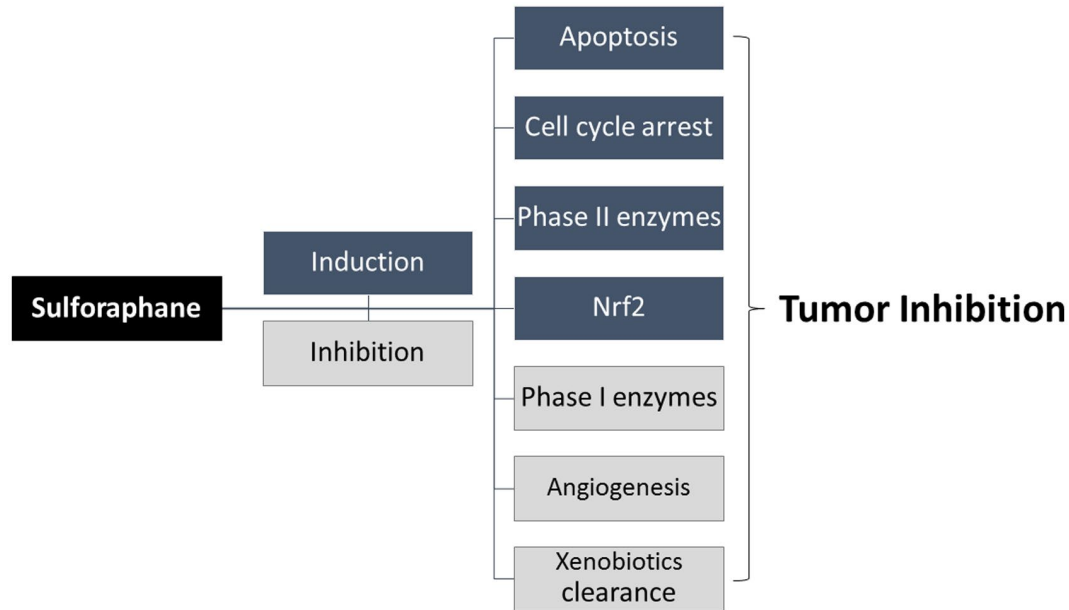 Apoptosis
Cell cycle arrest
Phase II enzymes
Induction
Sulforaphane
Nrf2
Tumor Inhibition
Inhibition
Phase I enzymes
Angiogenesis
Xenobiotics
clearance